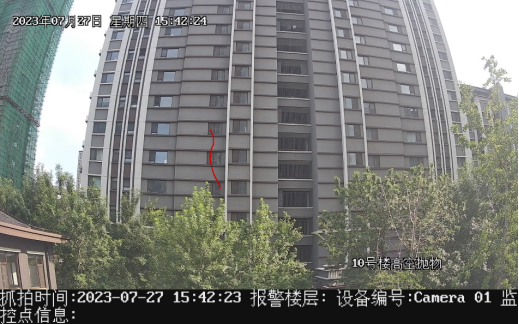 2023年07月27日 星期四 15:42:24
10号楼高空抛物
抓拍时间:2023-07-27 15:42:23 报警楼层: 设备编号:Camera 01 监
控点信息: